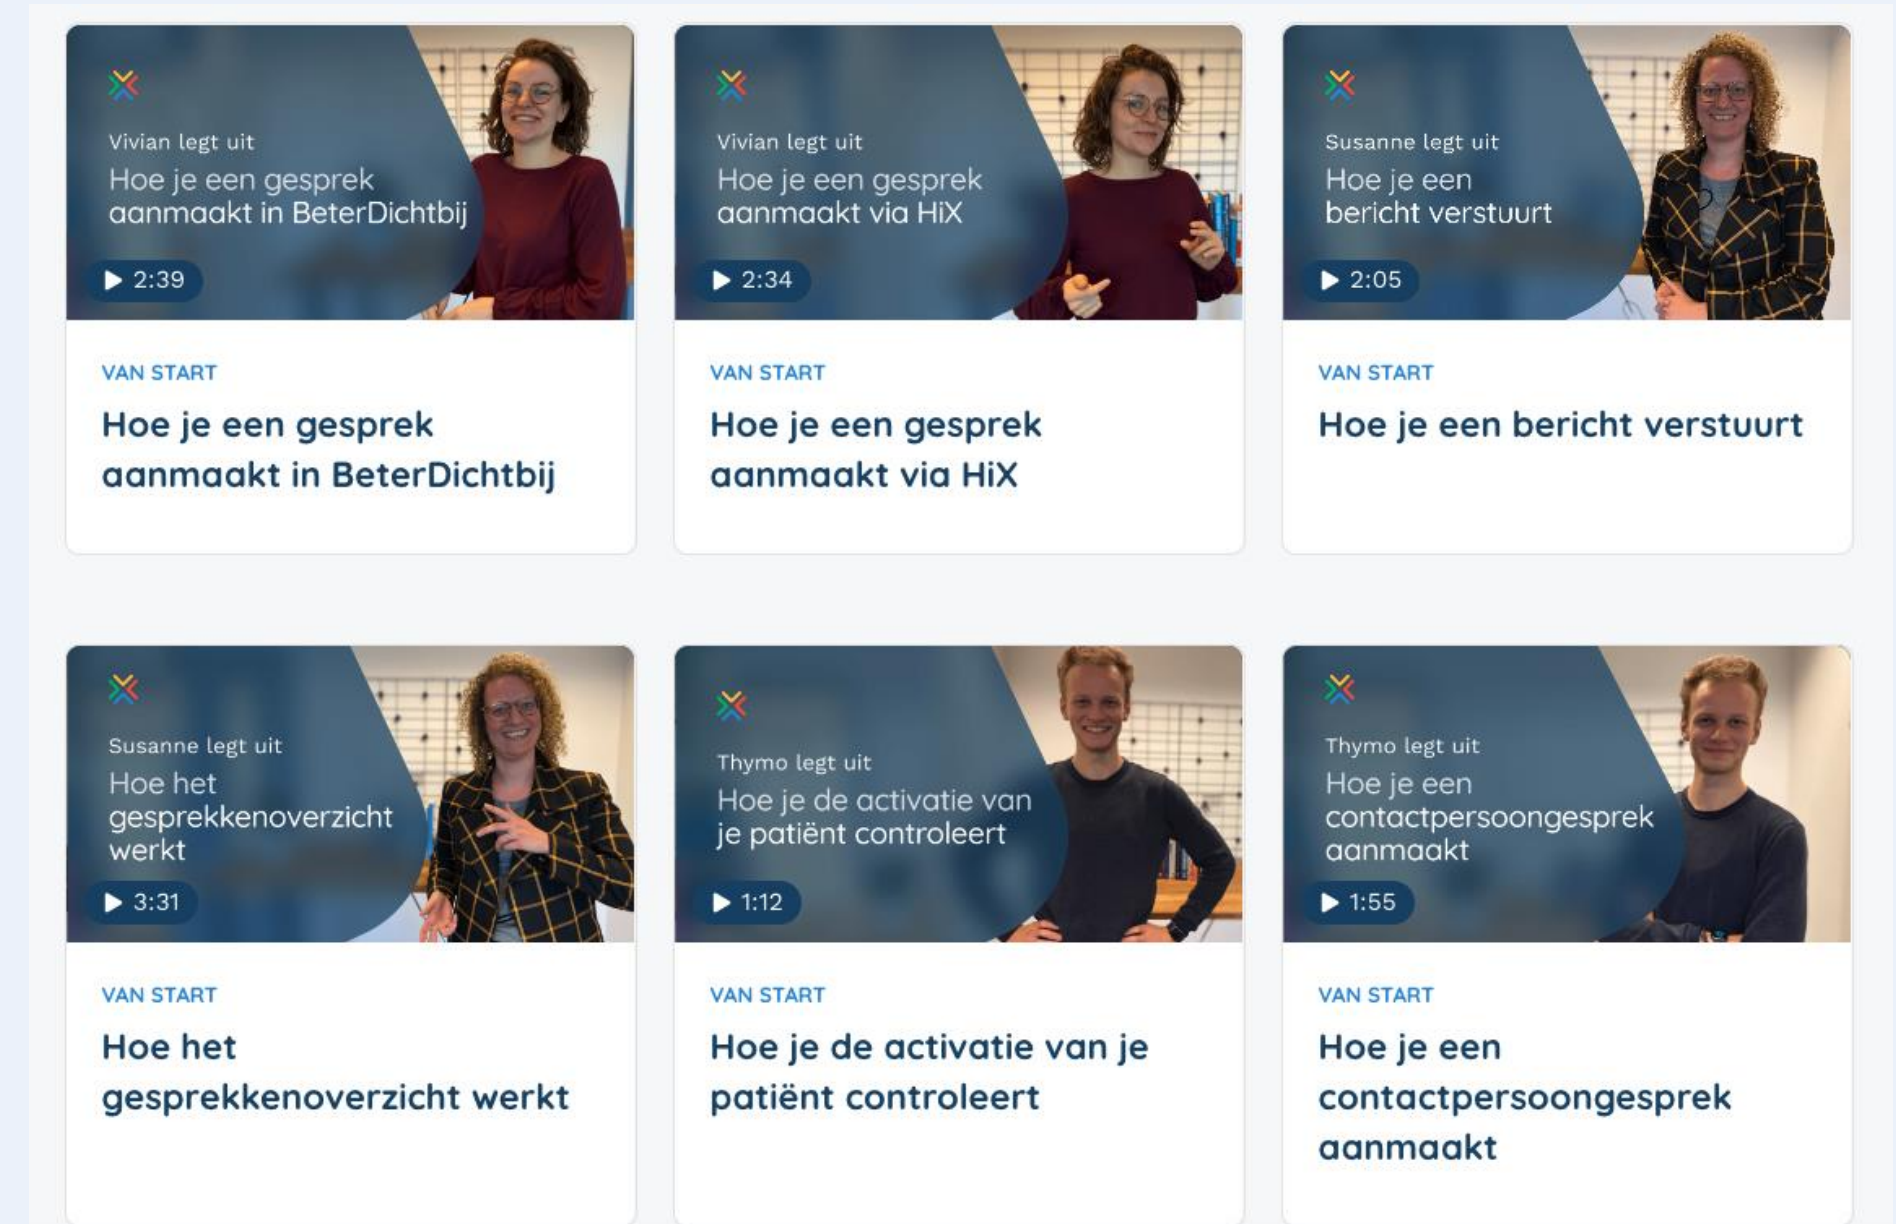 Vivian legt uit
Hoe je een gesprek
aanmaakt in BeterDichtbij
2:39
VAN START
Hoe je een gesprek
aanmaakt in BeterDichtbij
Vivian legt uit
Hoe je een gesprek
aanmaakt via HiX
2:34
VAN START
Hoe je een gesprek
aanmaakt via HiX
Susanne legt uit
Hoe je een
bericht verstuurt
2:05
VAN START
Hoe je een bericht verstuurt
Susanne legt uit
Hoe het
gesprekkenoverzicht
werkt
3:31
VAN START
Hoe het
gesprekkenoverzicht werkt
Thymo legt uit
Hoe je de activatie van
je patiënt controleert
1:12
VAN START
Hoe je de activatie van je
patiënt controleert
Thymo legt uit
Hoe je een
contactpersoongesprek
aanmaakt
1:55
VAN START
Hoe je een
contactpersoongesprek
aanmaakt